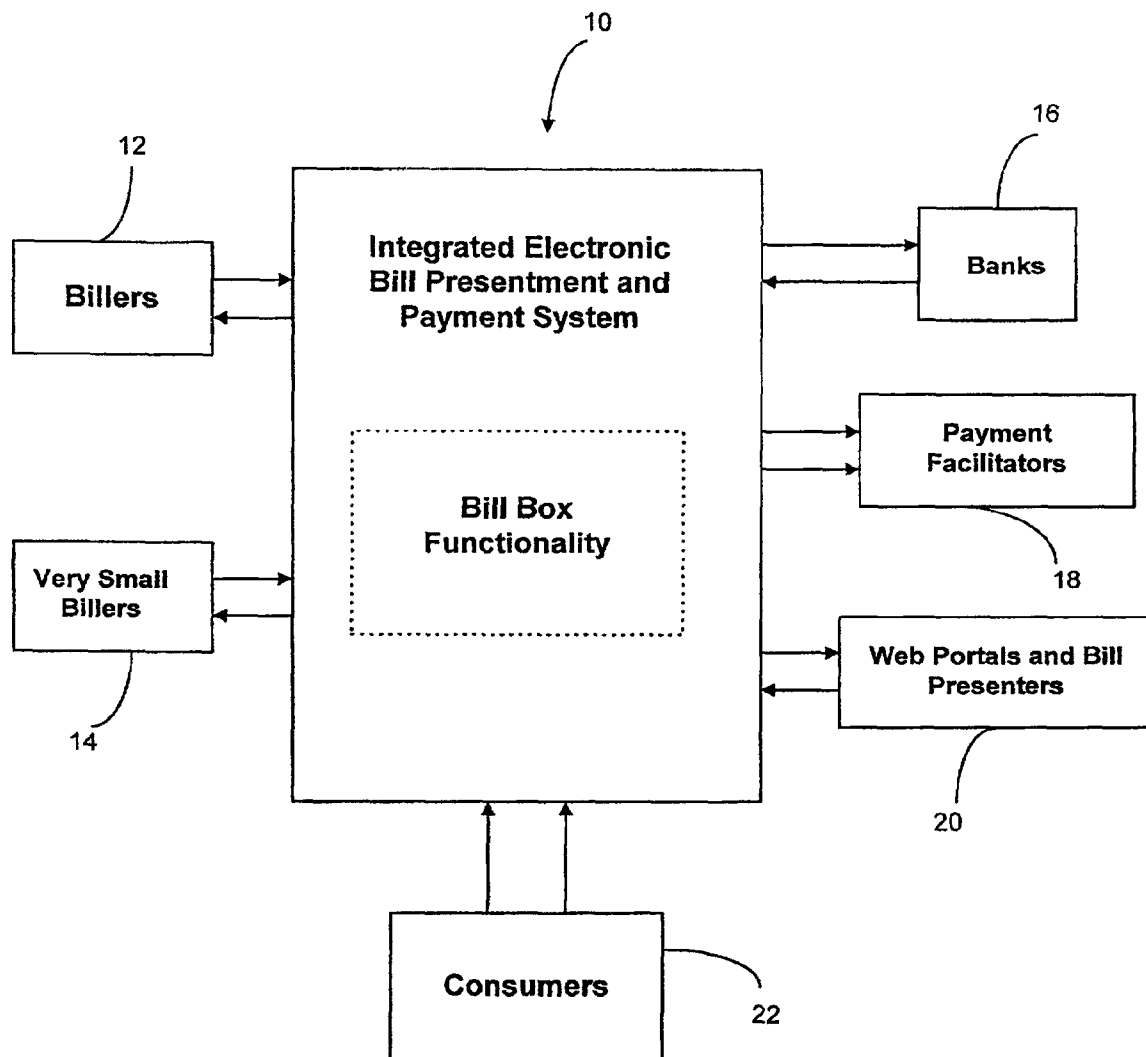 10
12
16
Integrated Electronic
Bill Presentment and
Payment System
Billers
Banks
Payment
Facilitators
Bill Box
Functionality
18
Very Small
Billers
Web Portals and Bill
Presenters
14
20
Consumers
22